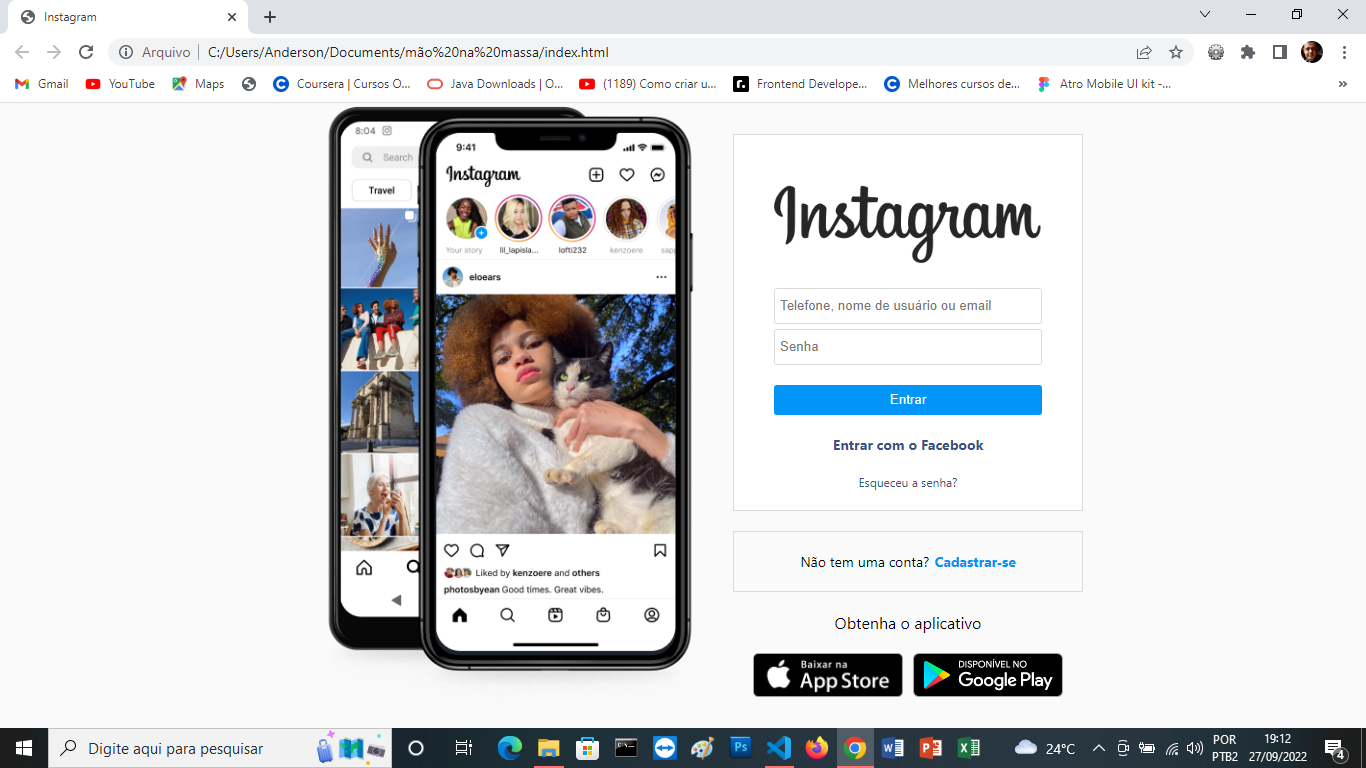 Instagram
Arquivo C:/Users/Anderson/Documents/mão%20na%20massa/index.html
Gmail YouTube Maps Coursera | Cursos O... Java Downloads | O... (1189) Como criar u... Frontend Develope... Melhores cursos de... Atro Mobile UI kit -... »
8:04
Search
Travel
9:41
Instagram
Your story lil_lapisla... lofti232 kenzoere sapp
eloears
Liked by kenzoere and others
photosbyean Good times. Great vibes.
Instagram
Telefone, nome de usuário ou email
Senha
Entrar
Entrar com o Facebook
Esqueceu a senha?
Não tem uma conta? Cadastrar-se
Obtenha o aplicativo
Baixar na
App Store
DISPONÍVEL NO
Google Play
Digite aqui para pesquisar
Ps
24°C
POR
PTB2
19:12
27/09/2022
4